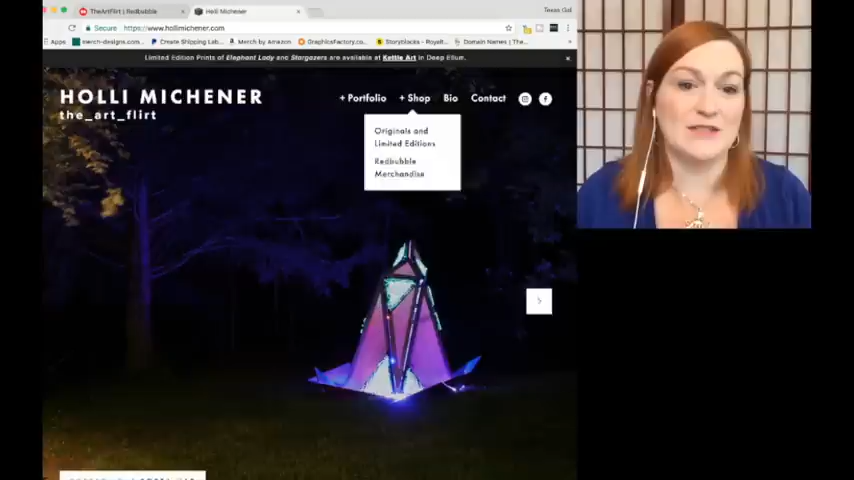 TheArtFlirt | Redbubble
Holli Michener
Texas Gal
Secure
https://www.hollimichener.com
Apps
Create Shipping Lab...
Merch by Amazon
GraphicsFactory.co...
Storyblocks - Royalt...
Domain Names | The...
Limited Edition Prints of Elephant Lady and Stargazers are available at Kettle Art in Deep Ellum.
HOLLI MICHENER
the_art_flirt
+ Portfolio + Shop Bio Contact
Originals and
Limited Editions
Redbubble
Merchandise